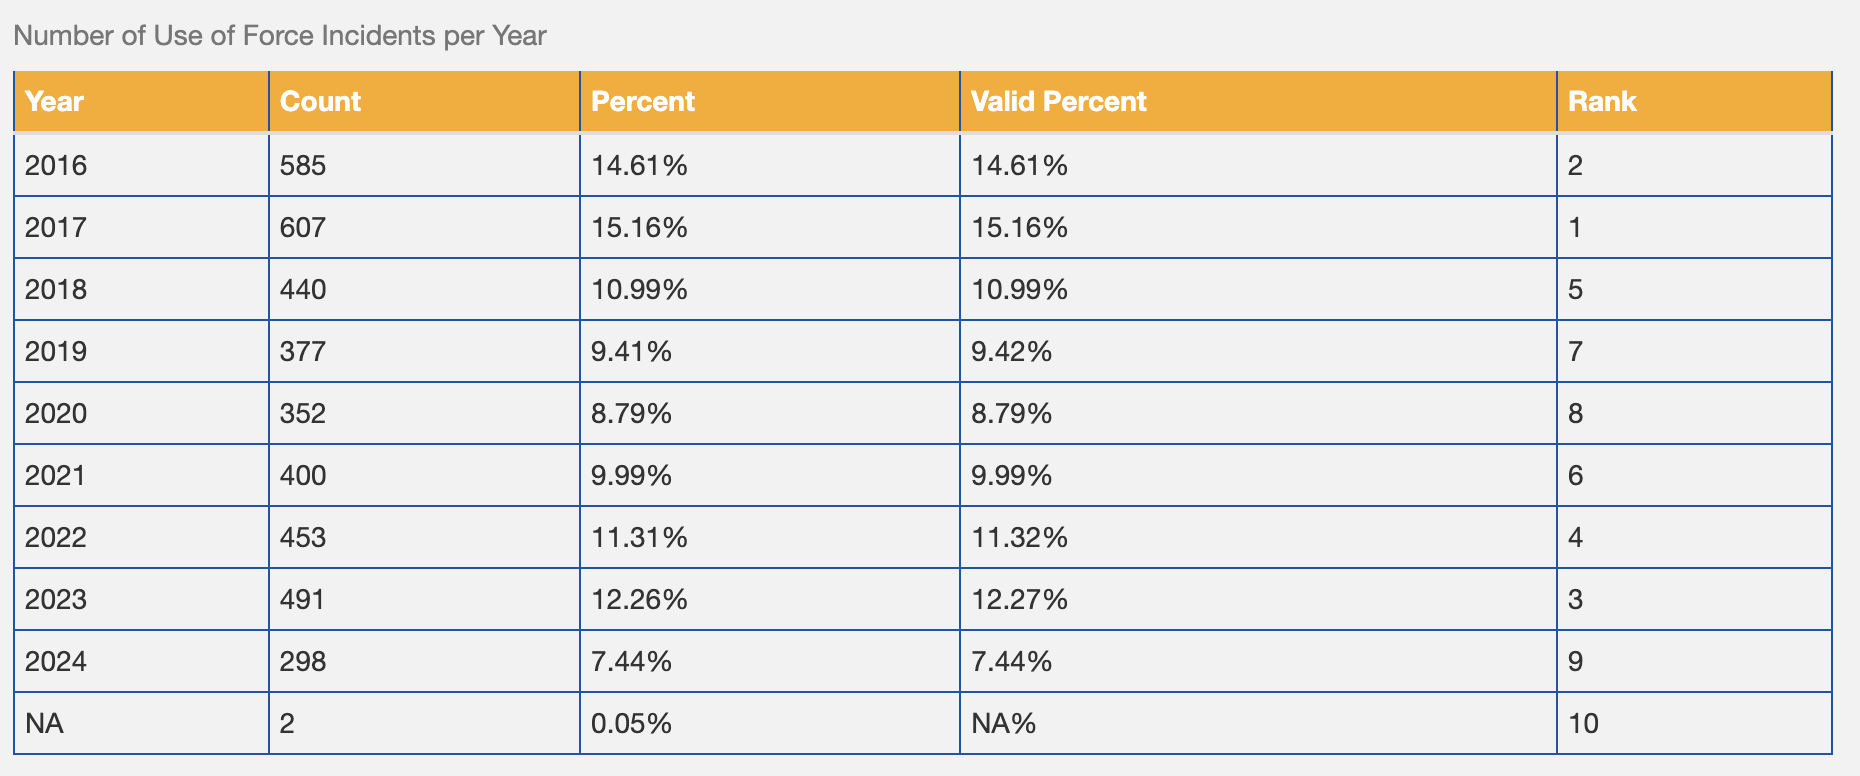 Number of Use of Force Incidents per Year
Year Count Percent Valid Percent Rank
2016 585 14.61% 14.61% 2
2017 607 15.16% 15.16% 1
2018 440 10.99% 10.99% 5
2019 377 9.41% 9.42% 7
2020 352 8.79% 8.79% 8
2021 400 9.99% 9.99% 6
2022 453 11.31% 11.32% 4
2023 491 12.26% 12.27% 3
2024 298 7.44% 7.44% 9
NA 2 0.05% NA% 10